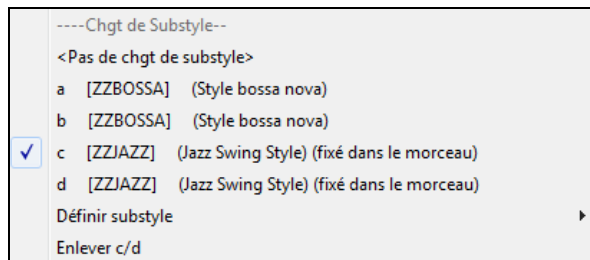 ----Chgt de Substyle--
<Pas de chgt de substyle>
a [ZZBOSSA] (Style bossa nova)
b [ZZBOSSA] (Style bossa nova)
c [ZZJAZZ] (Jazz Swing Style) (fixé dans le morceau)
d [ZZJAZZ] (Jazz Swing Style) (fixé dans le morceau)
Définir substyle
Enlever c/d